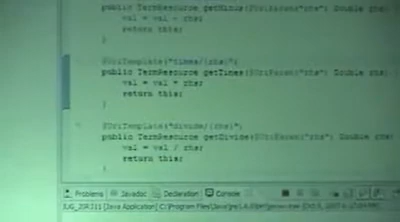 public TermResource getMinus(@UriParam("rhs") Double rhs)
val = val - rhs;
return this;
}
@UriTemplate("times/{rhs}")
public TermResource getTimes(@UriParam("rhs") Double rhs)
val = val * rhs;
return this;
}
@UriTemplate("divide/{rhs}")
public TermResource getDivide(@UriParam("rhs") Double rhs)
val = val / rhs;
return this;
}
Problems Javadoc Declaration Console
[Java Application] C:\Program Files\Java\